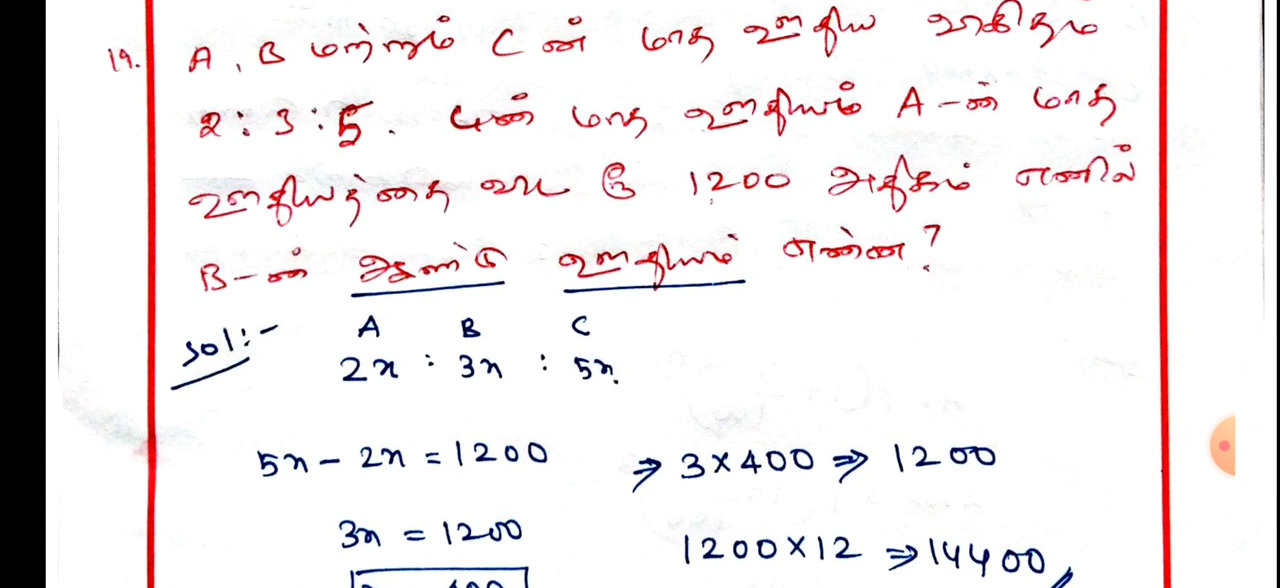 19. A, B மற்றும் C ன் மாத ஊதிய விகிதம்
2 : 3 : 5. மாத ஊதியம் A-ன் மாத
ஊதியத்தை விட ரூ 1200 அதிகம் எனில்
B-ன் ஆண்டு ஊதியம் என்ன?
Sol:-
A B C
2x : 3x : 5x.
5x - 2x = 1200 ⇒ 3 × 400 ⇒ 1200
3x = 1200
1200 × 12 ⇒ 14400